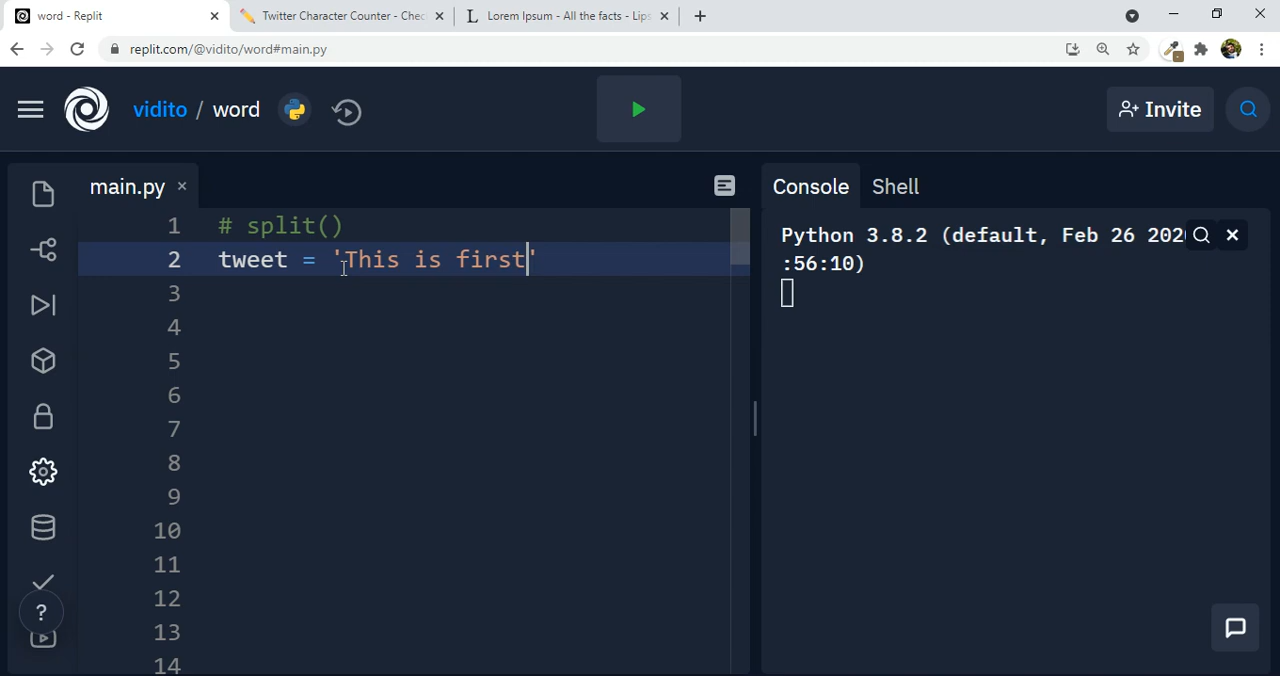 word - Replit
Twitter Character Counter - Chec
Lorem Ipsum - All the facts - Lips
replit.com/@vidito/word#main.py
vidito / word
Invite
main.py
Console Shell
1 # split()
2 tweet = 'This is first'
3
4
5
6
7
8
9
10
11
12
13
14
Python 3.8.2 (default, Feb 26 202
:56:10)
?